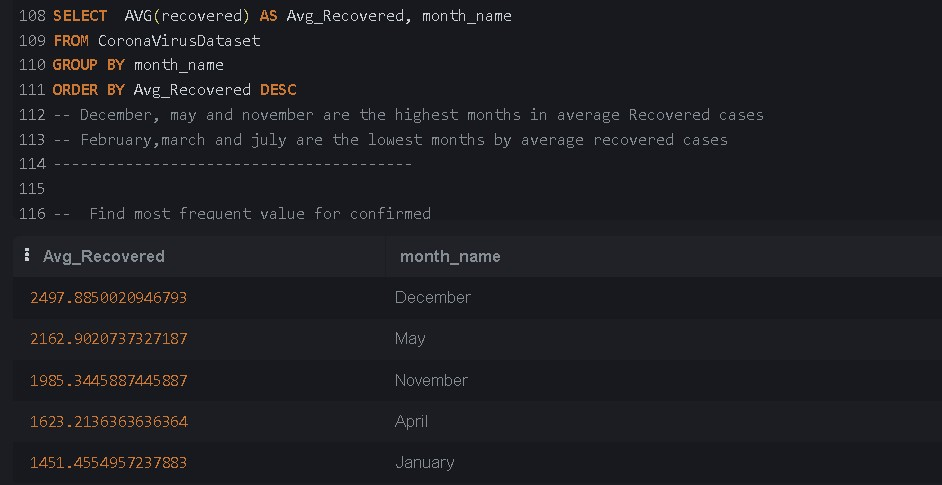 108 SELECT  AVG(recovered) AS Avg_Recovered, month_name
109 FROM CoronaVirusDataset
110 GROUP BY month_name
111 ORDER BY Avg_Recovered DESC
112 -- December, may and november are the highest months in average Recovered cases
113 -- February,march and july are the lowest months by average recovered cases
114 ----------------------------------------
115
116 --  Find most frequent value for confirmed
Avg_Recovered month_name
2497.8850020946793 December
2162.9020737327187 May
1985.3445887445887 November
1623.2136363636364 April
1451.4554957237883 January